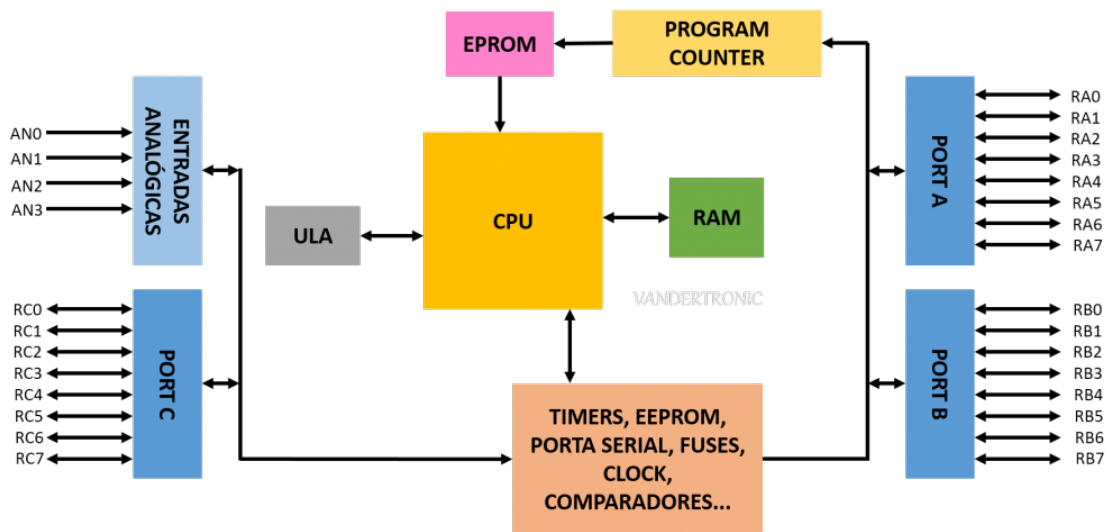 EPROM
PROGRAM
COUNTER
ENTRADAS
ANALÓGICAS
AN0
AN1
AN2
AN3
CPU
ULA
RAM
VANDERTRONIC
PORT A
RA0
RA1
RA2
RA3
RA4
RA5
RA6
RA7
RC0
RC1
RC2
RC3
RC4
RC5
RC6
RC7
PORT C
TIMERS, EEPROM,
PORTA SERIAL, FUSES,
CLOCK,
COMPARADORES...
PORT B
RB0
RB1
RB2
RB3
RB4
RB5
RB6
RB7